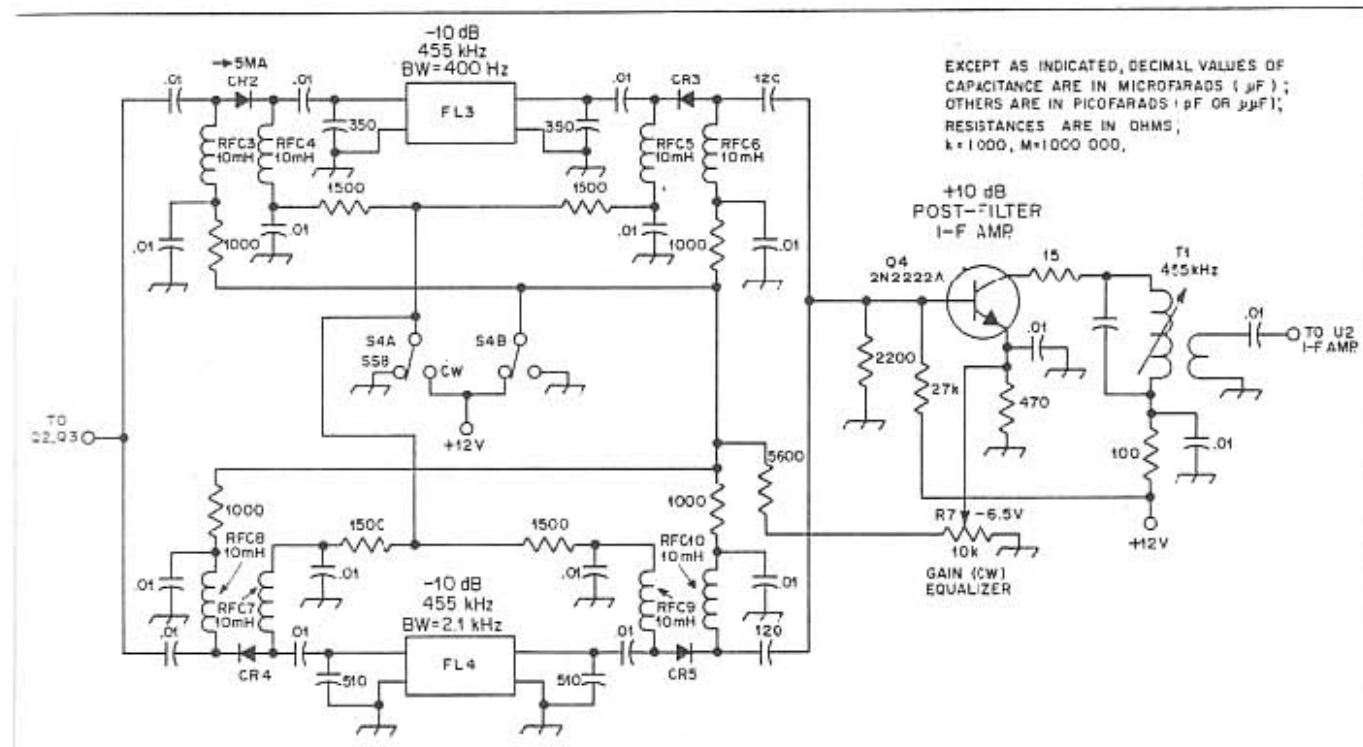 -10 dB
455 kHz
BW=400 Hz
→5MA
CR2
.01
.01
FL3
350
350
.01
CR3
12C
RFC3
10mH
RFC4
10mH
RFC5
10mH
RFC6
10mH
1500
1500
.01
.01
.01
.01
1000
1000
EXCEPT AS INDICATED, DECIMAL VALUES OF
CAPACITANCE ARE IN MICROFARADS ( µF) ;
OTHERS ARE IN PICOFARADS ( pF OR µµF);
RESISTANCES ARE IN OHMS;
k=1000, M=1000 000.
+10 dB
POST-FILTER
I-F AMP.
Q4
2N2222A
15
T1
455kHz
.01
.01
TO U2
I-F AMP.
2200
27k
470
100
.01
+12V
S4A
S4B
SSB
CW
+12V
TO
Q2,Q3
5600
R7
-6.5V
10k
GAIN (CW)
EQUALIZER
1000
1000
RFC8
10mH
RFC7
10mH
150C
1500
RFC10
10mH
RFC9
10mH
.01
.01
.01
.01
-10 dB
455 kHz
BW=2.1 kHz
.01
CR4
.01
510
FL4
510
.01
CR5
120